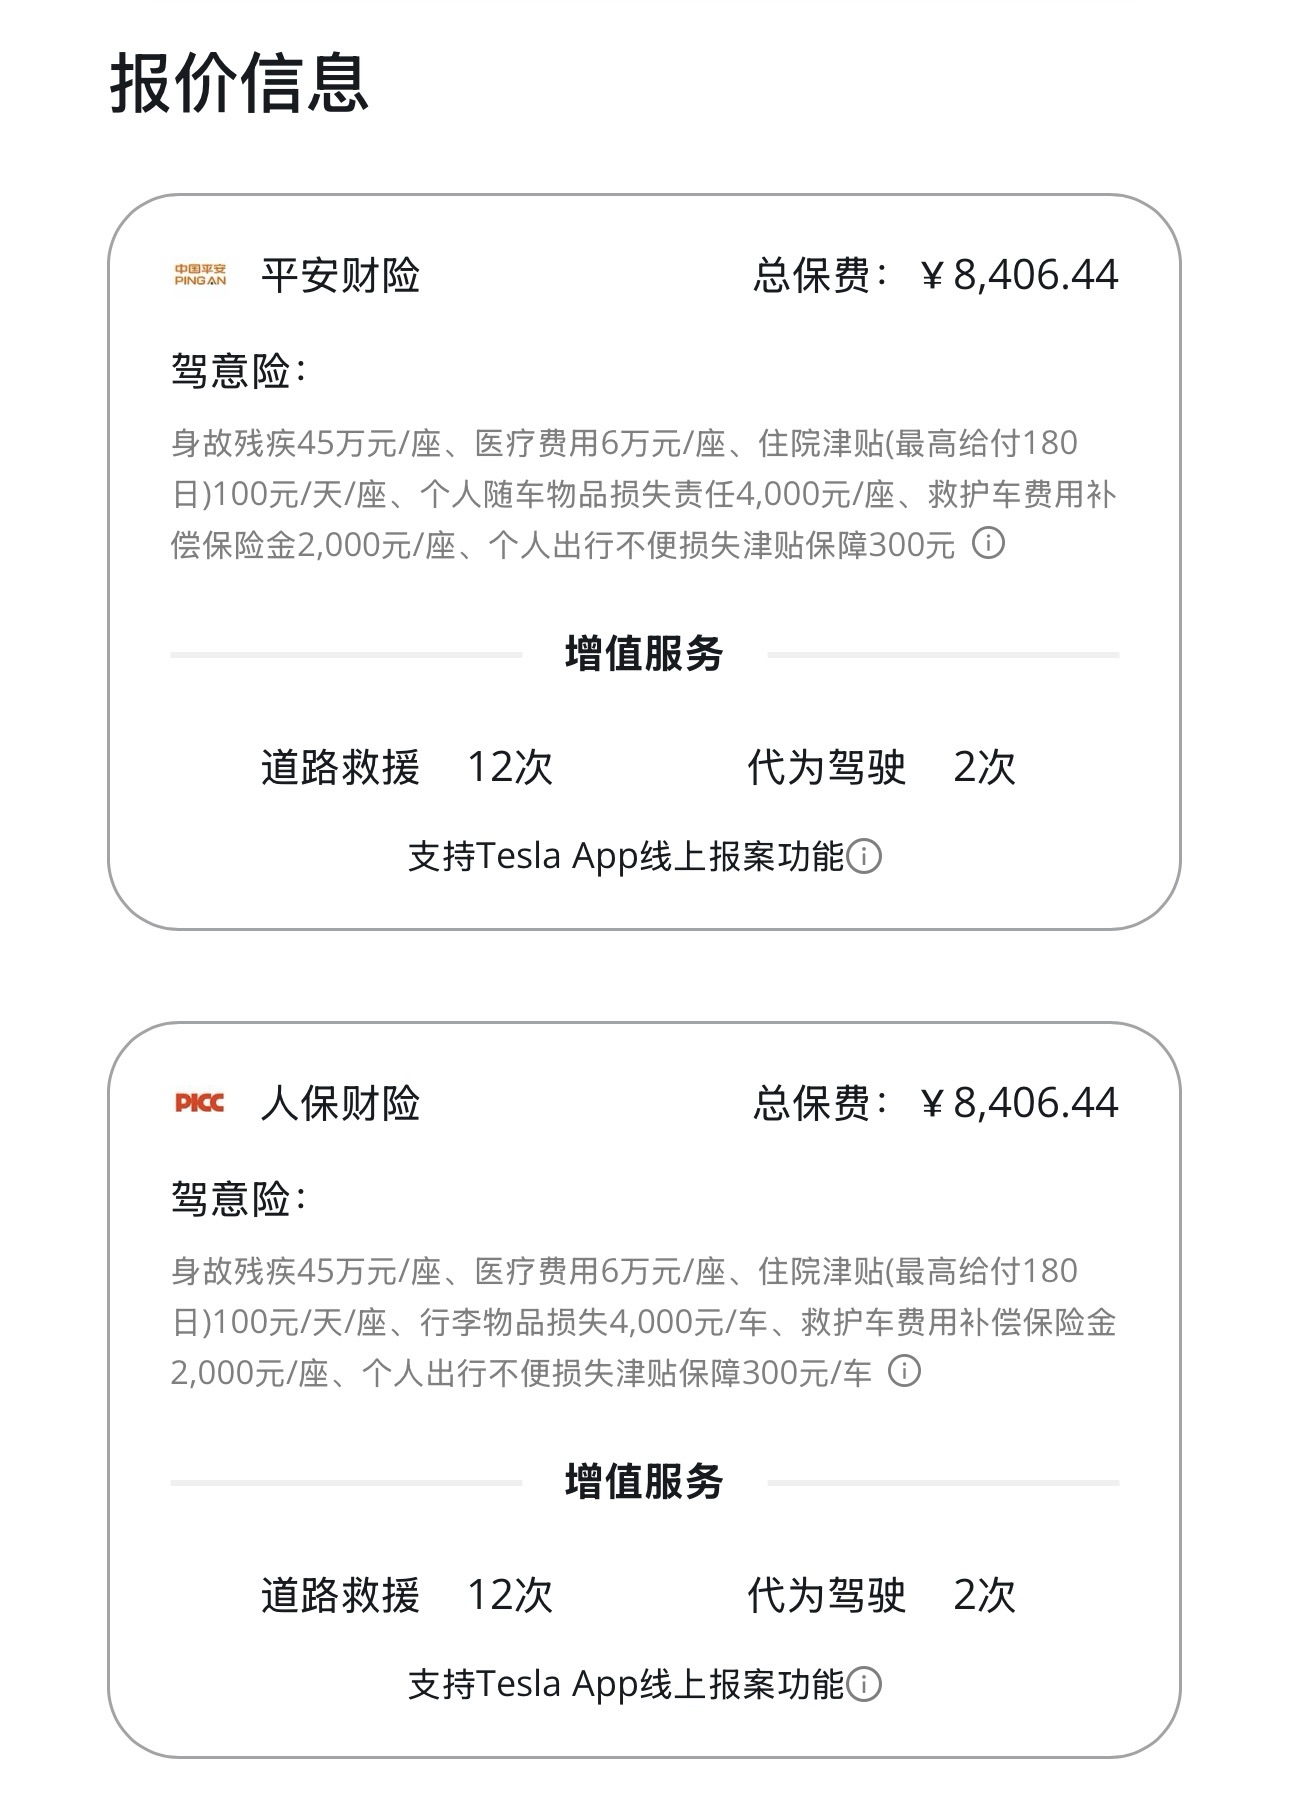 报价信息
中国平安
PINGAN
平安财险
总保费：￥8,406.44
驾意险：
身故残疾45万元/座、医疗费用6万元/座、住院津贴(最高给付180
日)100元/天/座、个人随车物品损失责任4,000元/座、救护车费用补
偿保险金2,000元/座、个人出行不便损失津贴保障300元
增值服务
道路救援 12次 代为驾驶 2次
支持Tesla App线上报案功能
PICC
人保财险
总保费：￥8,406.44
驾意险：
身故残疾45万元/座、医疗费用6万元/座、住院津贴(最高给付180
日)100元/天/座、行李物品损失4,000元/车、救护车费用补偿保险金
2,000元/座、个人出行不便损失津贴保障300元/车
增值服务
道路救援 12次 代为驾驶 2次
支持Tesla App线上报案功能